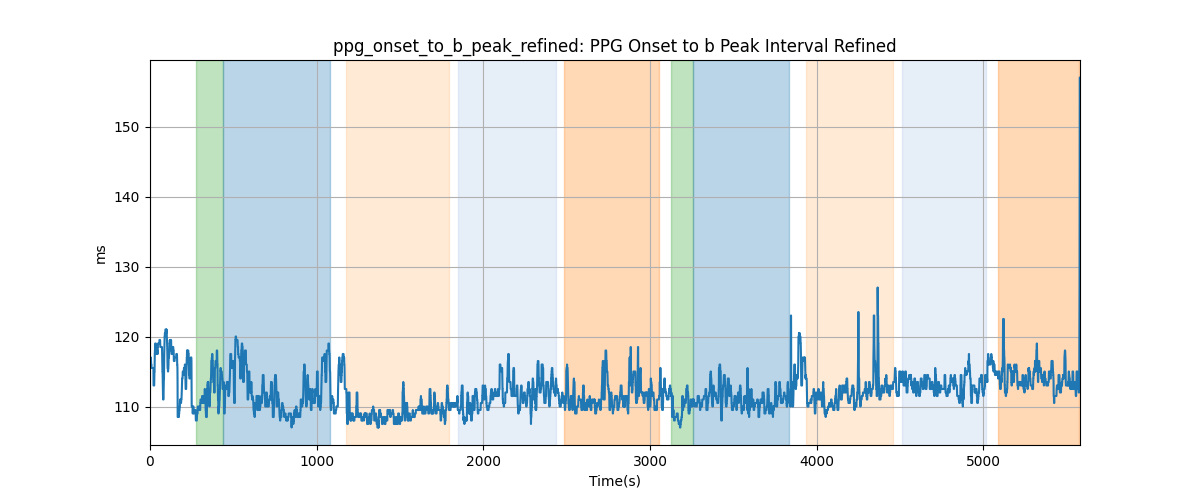 ppg_onset_to_b_peak_refined: PPG Onset to b Peak Interval Refined
150
140
130
120
110
ms
0 1000 2000 3000 4000 5000
Time(s)